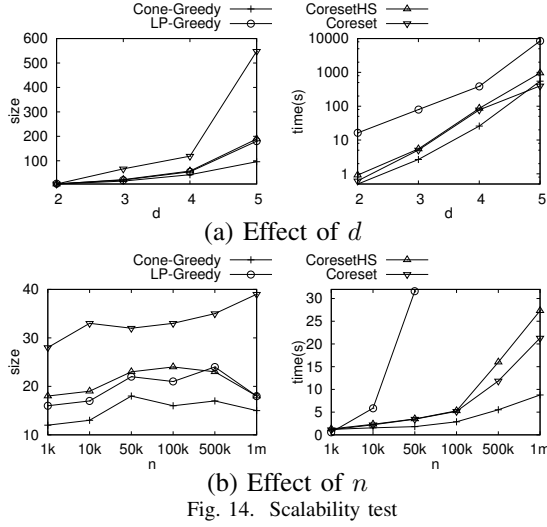 Cone-Greedy
LP-Greedy
CoresetHS
Coreset
600
500
400
300
200
100
size
2 3 4 5
d
10000
1000
100
10
1
time(s)
2 3 4 5
d
(a) Effect of d
Cone-Greedy
LP-Greedy
CoresetHS
Coreset
40
30
20
10
size
1k 10k 50k 100k 500k 1m
n
30
25
20
15
10
5
0
time(s)
1k 10k 50k 100k 500k 1m
n
(b) Effect of n
Fig. 14. Scalability test